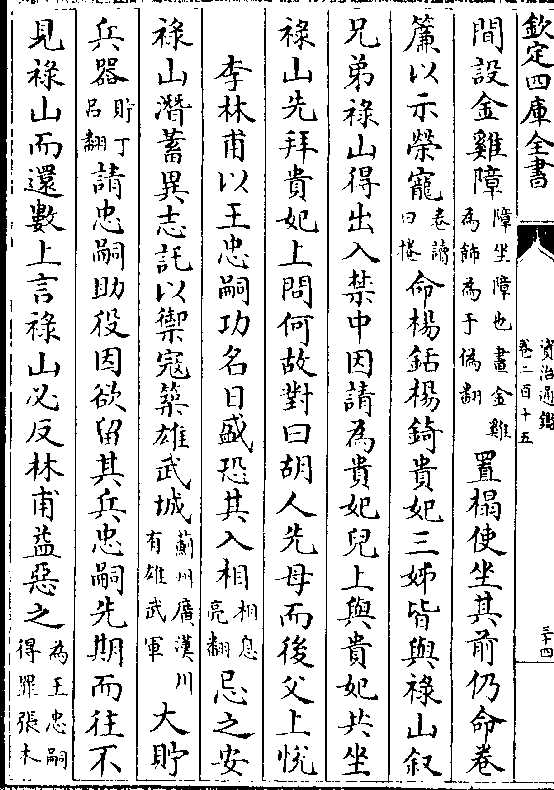 欽定四庫全書
資治通鑑
卷二百十五
三十四
間設金雞障障坐障也畫金雞為飾為于偽翻置榻使坐其前仍命卷
簾以示榮寵卷讀曰捲命楊銛楊錡貴妃三姊皆與祿山叙
兄弟祿山得出入禁中因請為貴妃兒上與貴妃共坐
祿山先拜貴妃上問何故對曰胡人先母而後父上悅
李林甫以王忠嗣功名日盛恐其入相相息亮翻忌之安
祿山潛蓄異志託以禦寇築雄武城薊州廣漢川有雄武軍大貯
兵器貯丁呂翻請忠嗣助役因欲留其兵忠嗣先期而往不
見祿山而還數上言祿山必反林甫益惡之為王忠嗣得罪張本